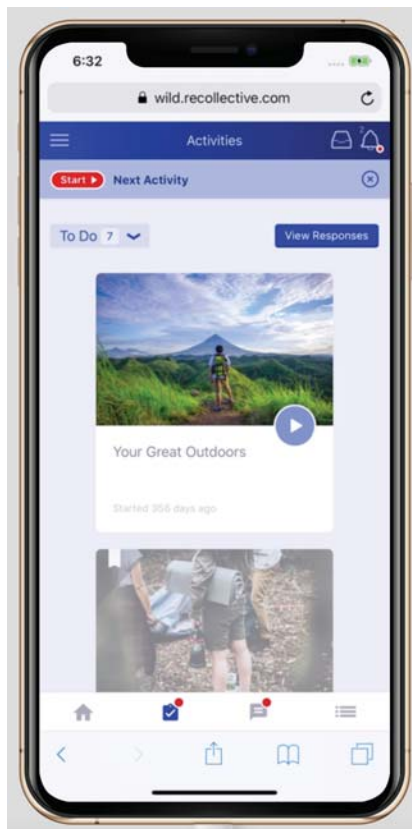 6:32
wild.recollective.com
Activities
2
Start Next Activity
To Do 7
View Responses
Your Great Outdoors
Started 356 days ago